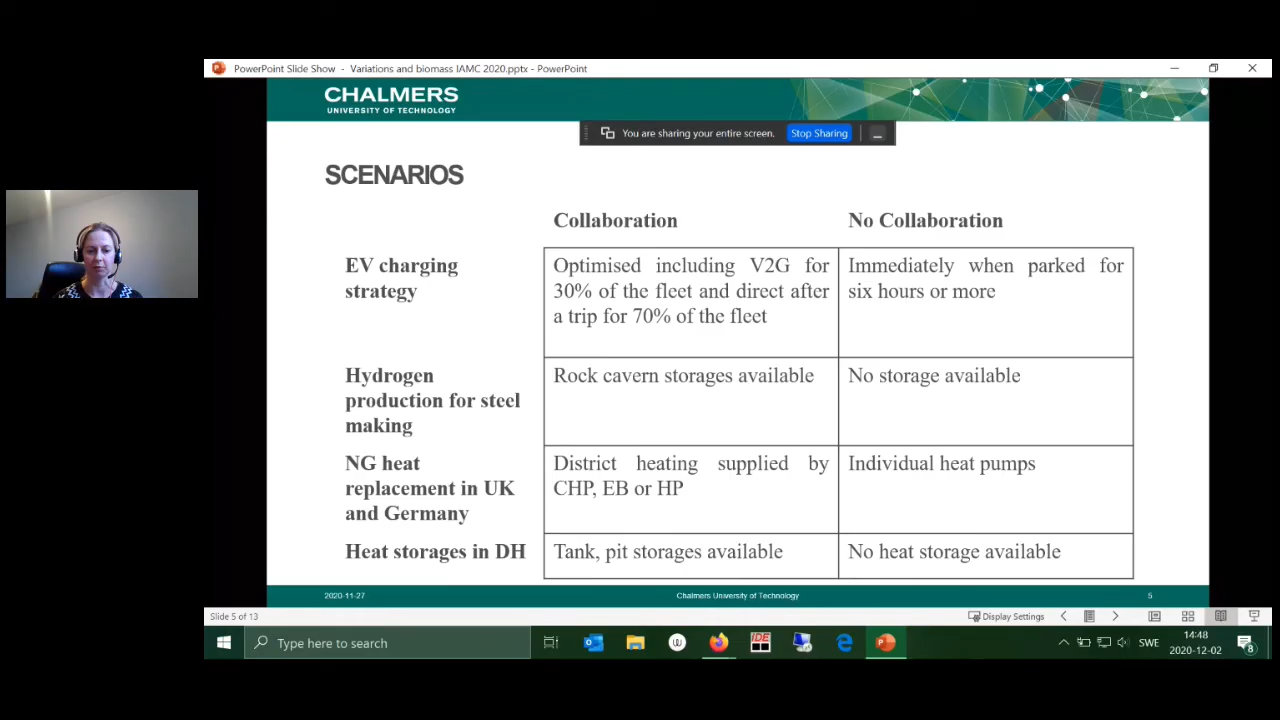 PowerPoint Slide Show - Variations and biomass IAMC 2020.pptx - PowerPoint
CHALMERS
UNIVERSITY OF TECHNOLOGY
You are sharing your entire screen. Stop Sharing
SCENARIOS
Collaboration No Collaboration
EV charging strategy
Optimised including V2G for
30% of the fleet and direct after
a trip for 70% of the fleet
Immediately when parked for
six hours or more
Hydrogen
production for steel
making
Rock cavern storages available
No storage available
NG heat
replacement in UK
and Germany
District heating supplied by
CHP, EB or HP
Individual heat pumps
Heat storages in DH
Tank, pit storages available
No heat storage available
2020-11-27 Chalmers University of Technology 5
Slide 5 of 13 Display Settings
Type here to search
IDE
SWE
14:48
2020-12-02
8